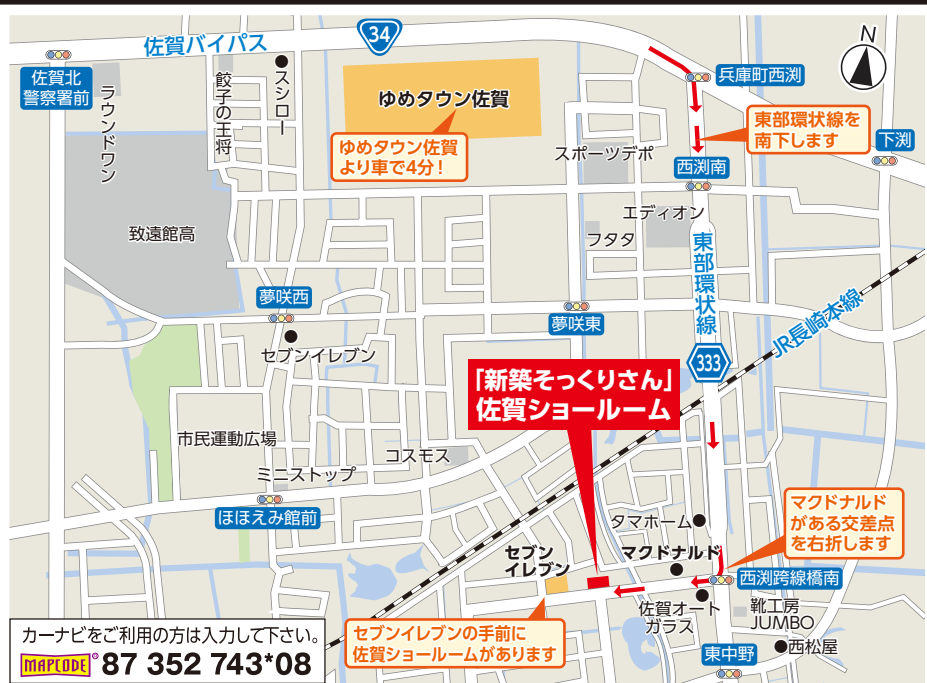 佐賀バイパス
34
N
佐賀北
警察署前
ラウンドワン
餃子の王将
スシロー
ゆめタウン佐賀
ゆめタウン佐賀
より車で4分！
兵庫町西渕
東部環状線を
南下します
下渕
スポーツデポ
西渕南
エディオン
フタタ
致遠館高
東部環状線
夢咲西
夢咲東
セブンイレブン
333
JR長崎本線
「新築そっくりさん」
佐賀ショールーム
市民運動広場
コスモス
ミニストップ
ほほえみ館前
タマホーム
マクドナルド
がある交差点
を右折します
セブン
イレブン
マクドナルド
西渕跨線橋南
佐賀オート
ガラス
靴工房
JUMBO
西松屋
東中野
セブンイレブンの手前に
佐賀ショールームがあります
カーナビをご利用の方は入力して下さい。
MAPCODE® 87 352 743*08